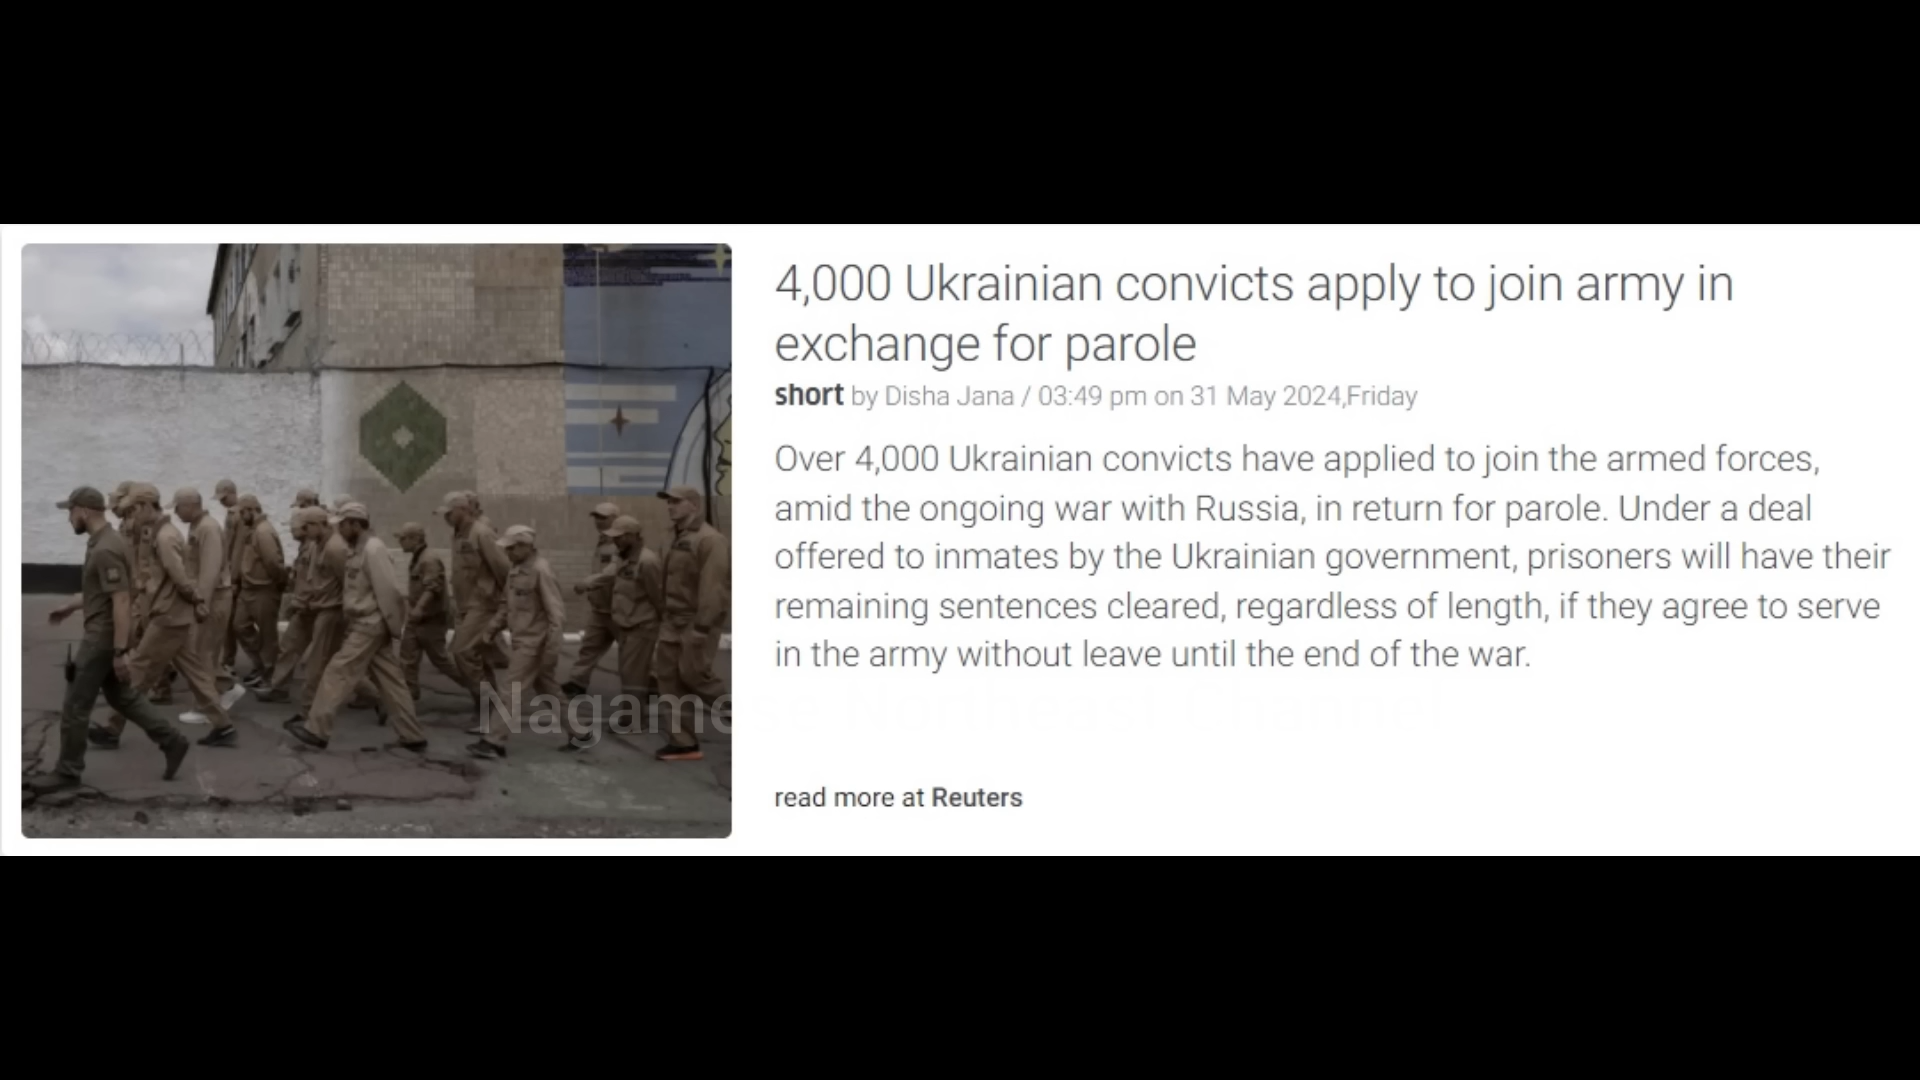 4,000 Ukrainian convicts apply to join army in
exchange for parole
short by Disha Jana / 03:49 pm on 31 May 2024,Friday
Over 4,000 Ukrainian convicts have applied to join the armed forces,
amid the ongoing war with Russia, in return for parole. Under a deal
offered to inmates by the Ukrainian government, prisoners will have their
remaining sentences cleared, regardless of length, if they agree to serve
in the army without leave until the end of the war.
Nagamese
read more at Reuters